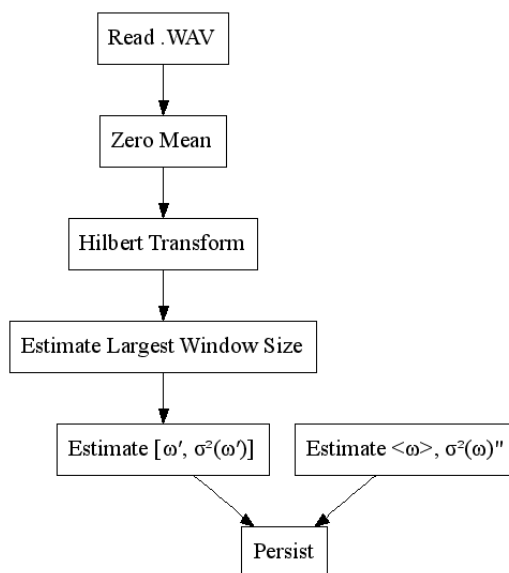 Read .WAV
Zero Mean
Hilbert Transform
Estimate Largest Window Size
Estimate [ω′, σ²(ω′)]
Estimate <ω>, σ²(ω)"
Persist